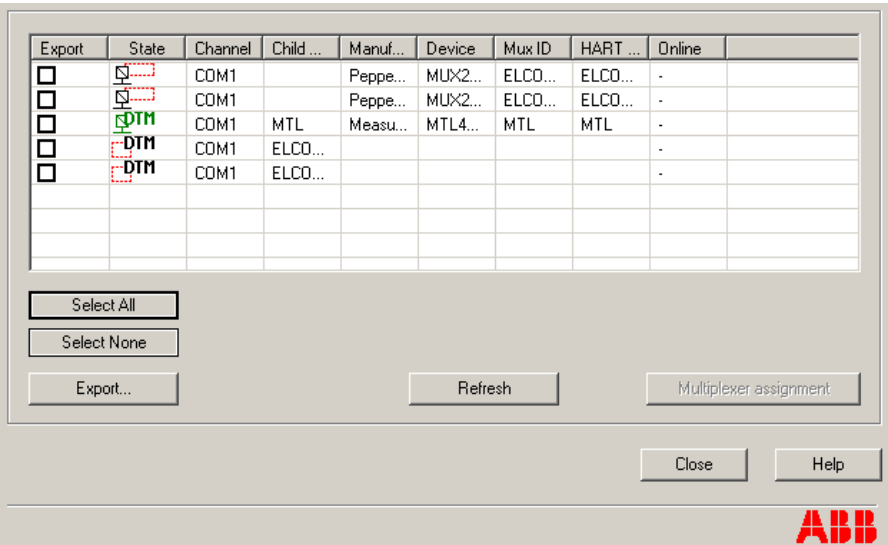 Export State Channel Child ... Manuf... Device Mux ID HART ... Online
COM1 Peppe... MUX2... ELCO... ELCO... -
COM1 Peppe... MUX2... ELCO... ELCO... -
DTM COM1 MTL Measu... MTL4... MTL MTL -
DTM COM1 ELCO... -
DTM COM1 ELCO... -
Select All
Select None
Export... Refresh Multiplexer assignment
Close Help
ABB